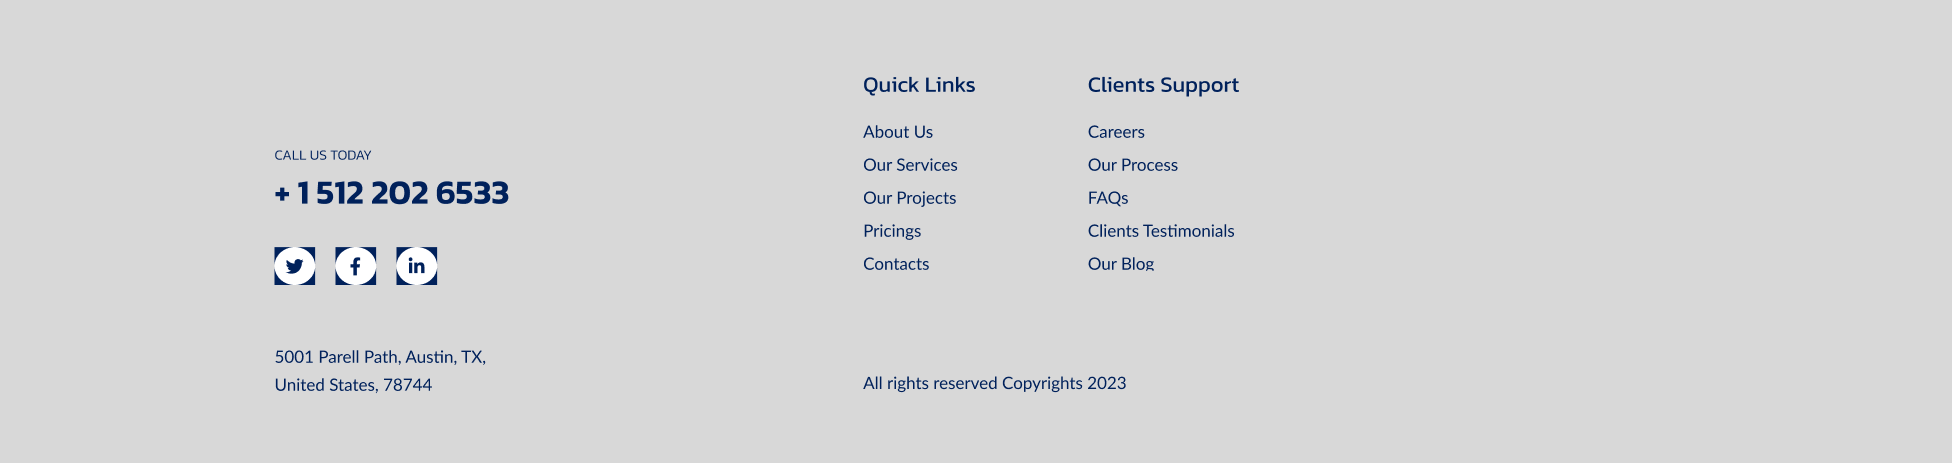 CALL US TODAY
+ 1 512 202 6533
in
5001 Parell Path, Austin, TX,
United States, 78744
Quick Links
About Us
Our Services
Our Projects
Pricings
Contacts
Clients Support
Careers
Our Process
FAQs
Clients Testimonials
Our Blog
All rights reserved Copyrights 2023